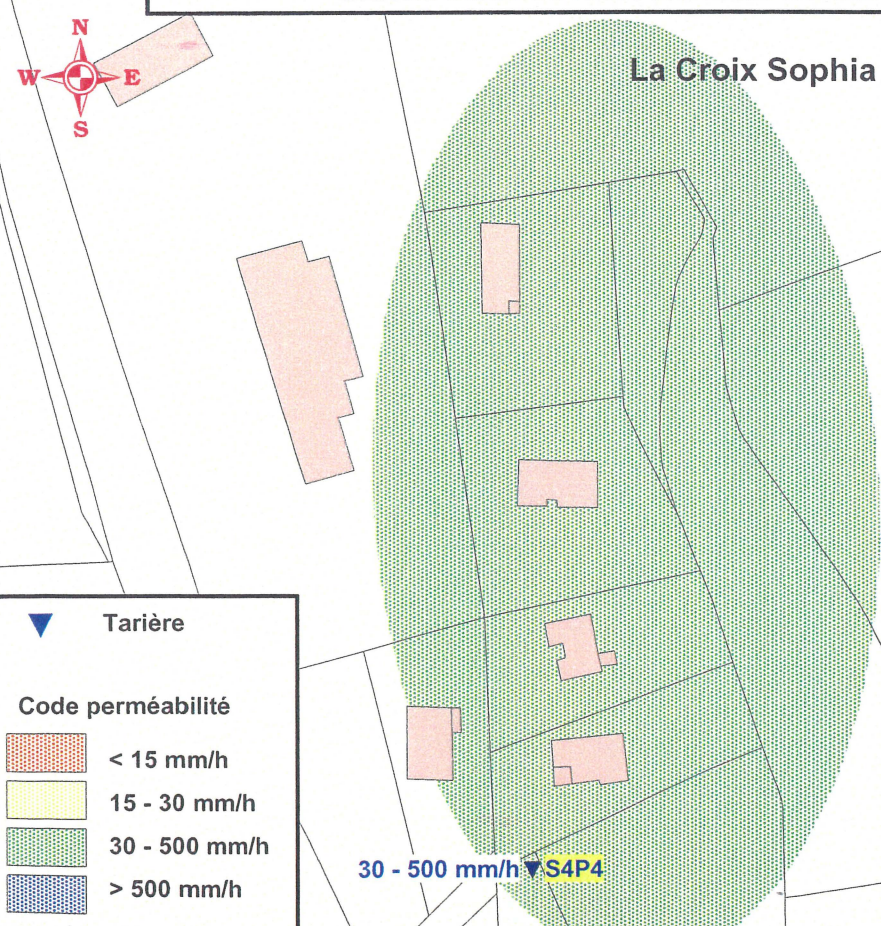 N
W E
S
La Croix Sophia
Tarière
Code perméabilité
< 15 mm/h
15 - 30 mm/h
30 - 500 mm/h
> 500 mm/h
30 - 500 mm/h S4P4